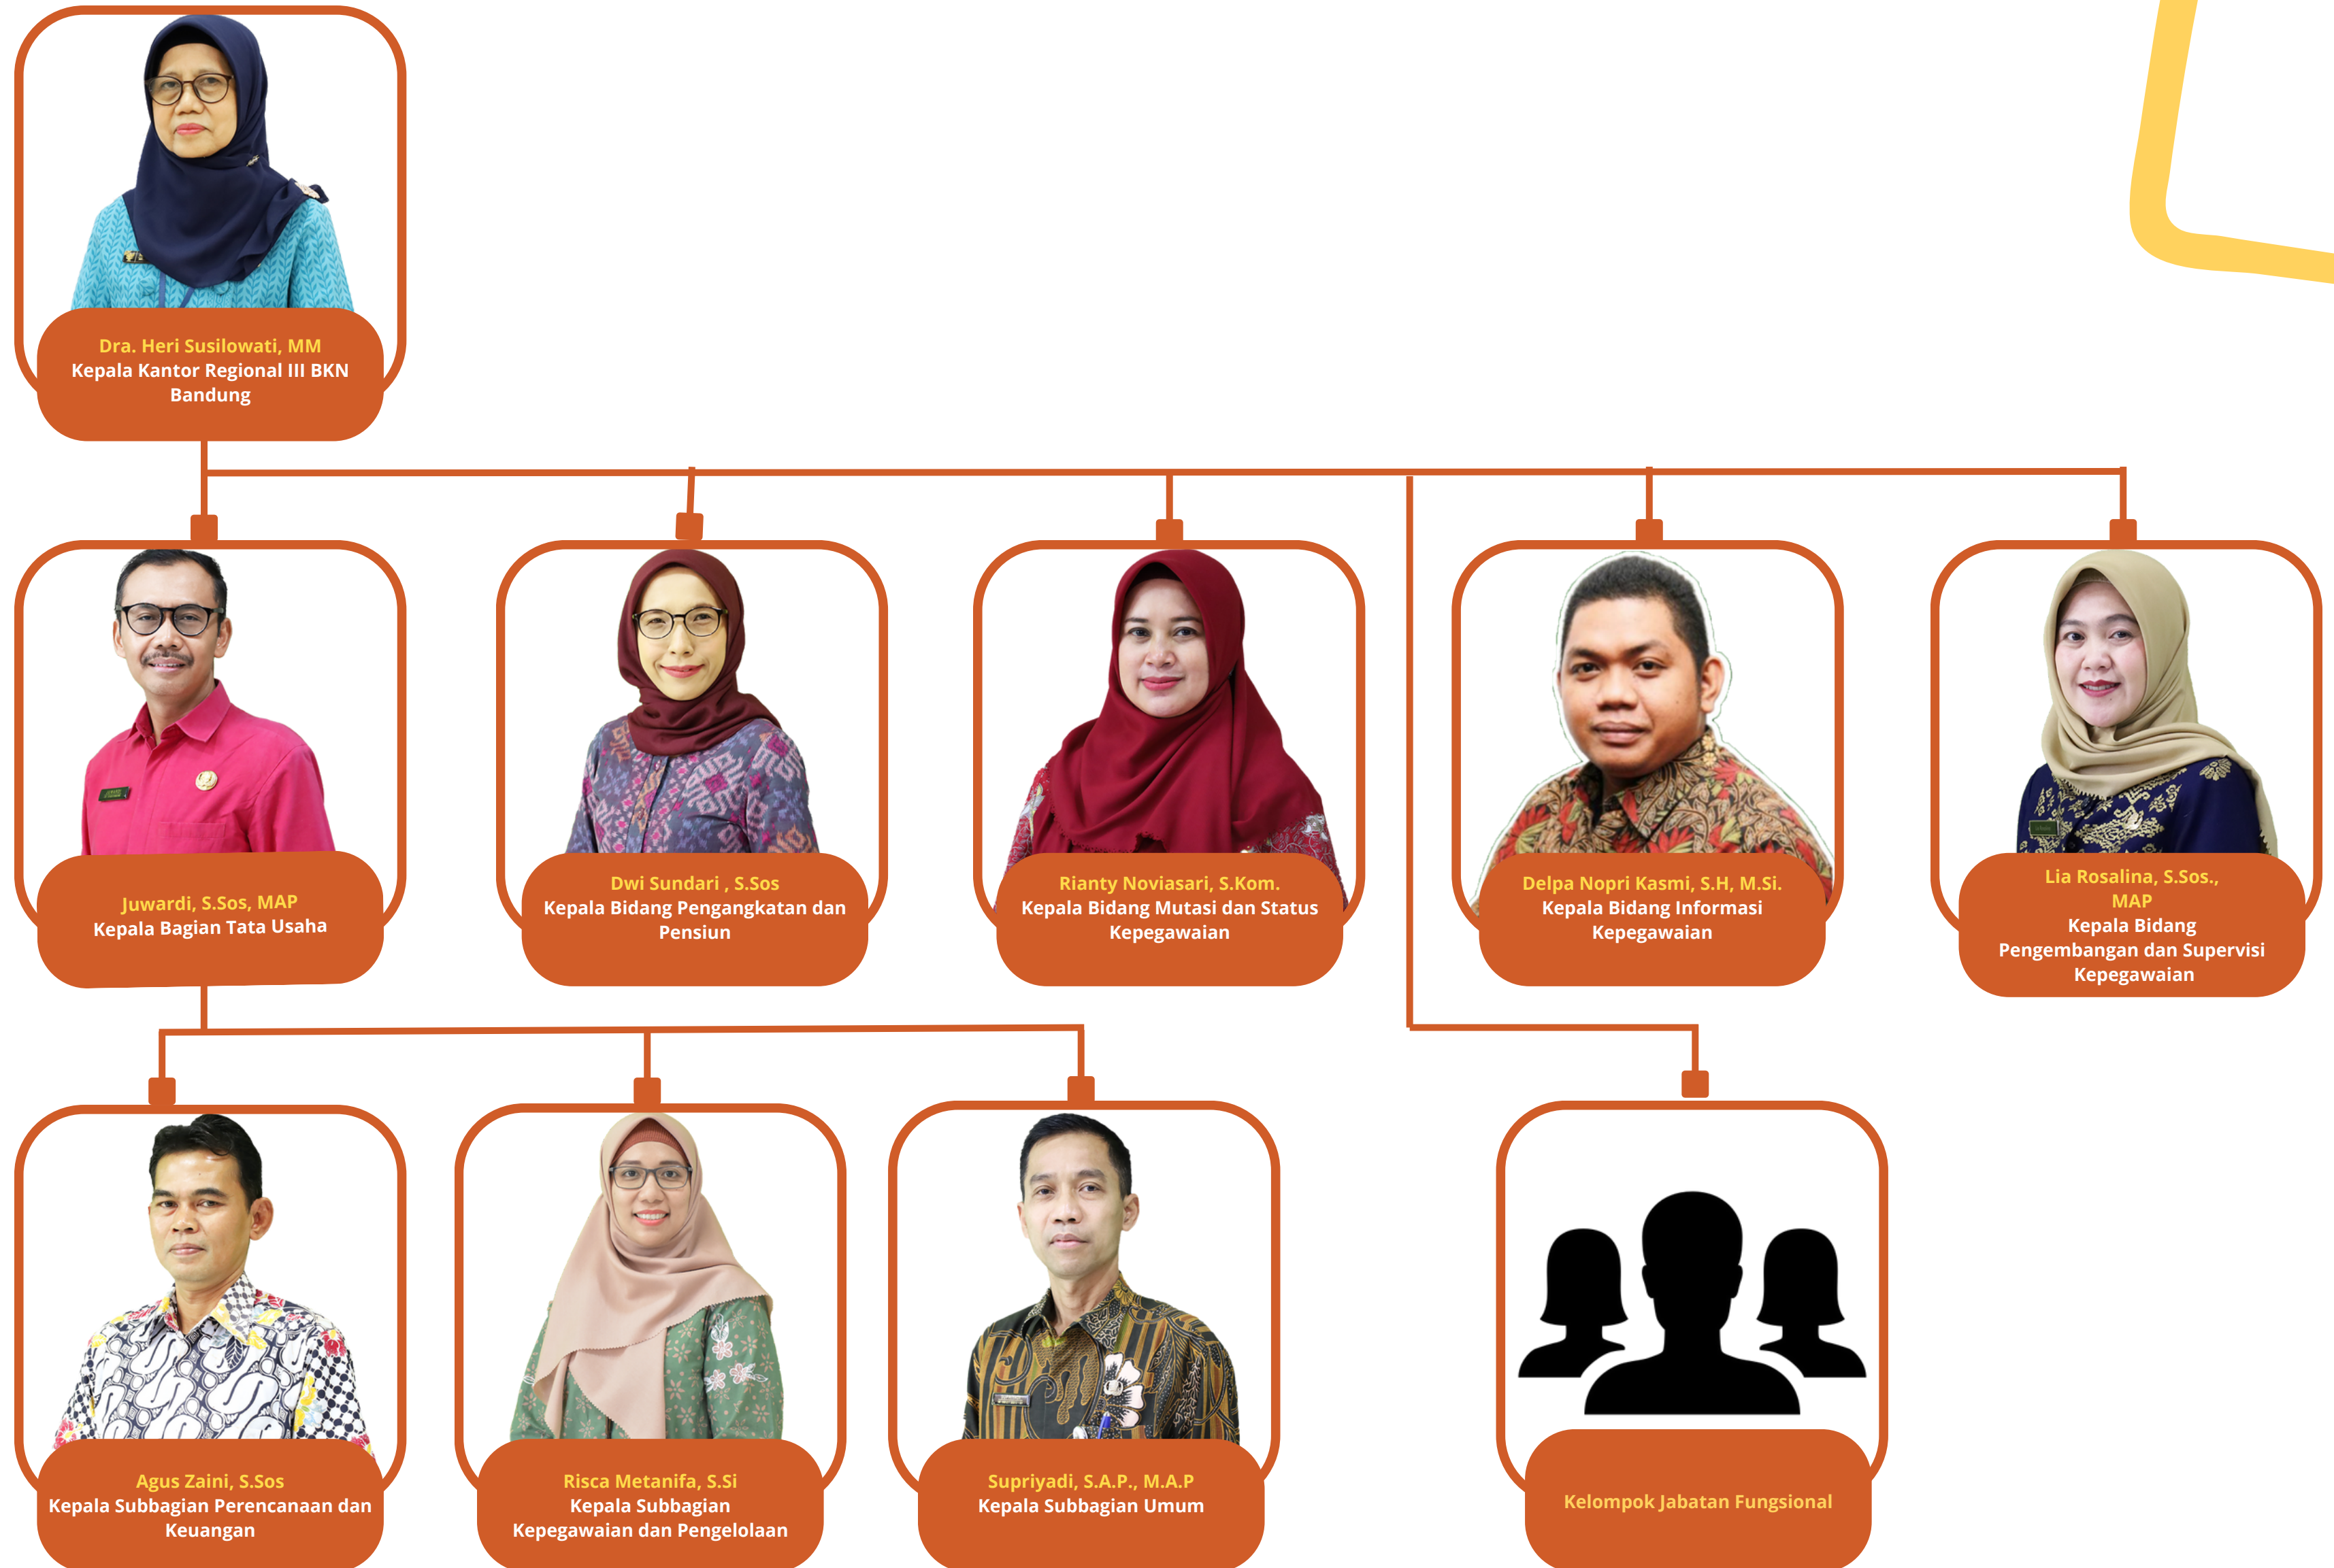 Dra. Heri Susilowati, MM
Kepala Kantor Regional III BKN
Bandung
Juwardi, S.Sos, MAP
Kepala Bagian Tata Usaha
Dwi Sundari , S.Sos
Kepala Bidang Pengangkatan dan
Pensiun
Rianty Noviasari, S.Kom.
Kepala Bidang Mutasi dan Status
Kepegawaian
Delpa Nopri Kasmi, S.H, M.Si.
Kepala Bidang Informasi
Kepegawaian
Lia Rosalina, S.Sos.,
MAP
Kepala Bidang
Pengembangan dan Supervisi
Kepegawaian
Agus Zaini, S.Sos
Kepala Subbagian Perencanaan dan
Keuangan
Risca Metanifa, S.Si
Kepala Subbagian
Kepegawaian dan Pengelolaan
Supriyadi, S.A.P., M.A.P
Kepala Subbagian Umum
Kelompok Jabatan Fungsional